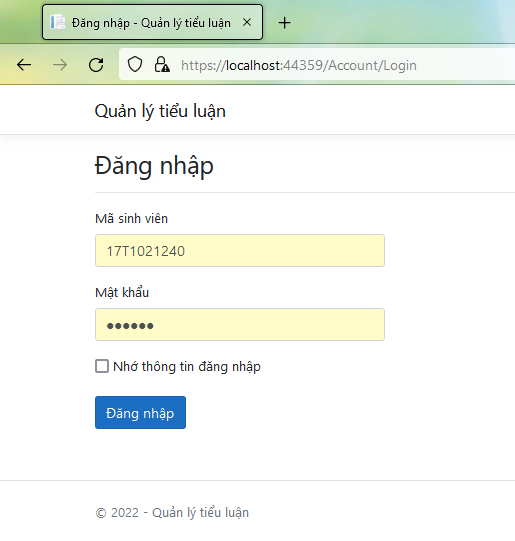 Đăng nhập - Quản lý tiểu luận
https://localhost:44359/Account/Login
Quản lý tiểu luận
Đăng nhập
Mã sinh viên
17T1021240
Mật khẩu
●●●●●●
Nhớ thông tin đăng nhập
Đăng nhập
© 2022 - Quản lý tiểu luận